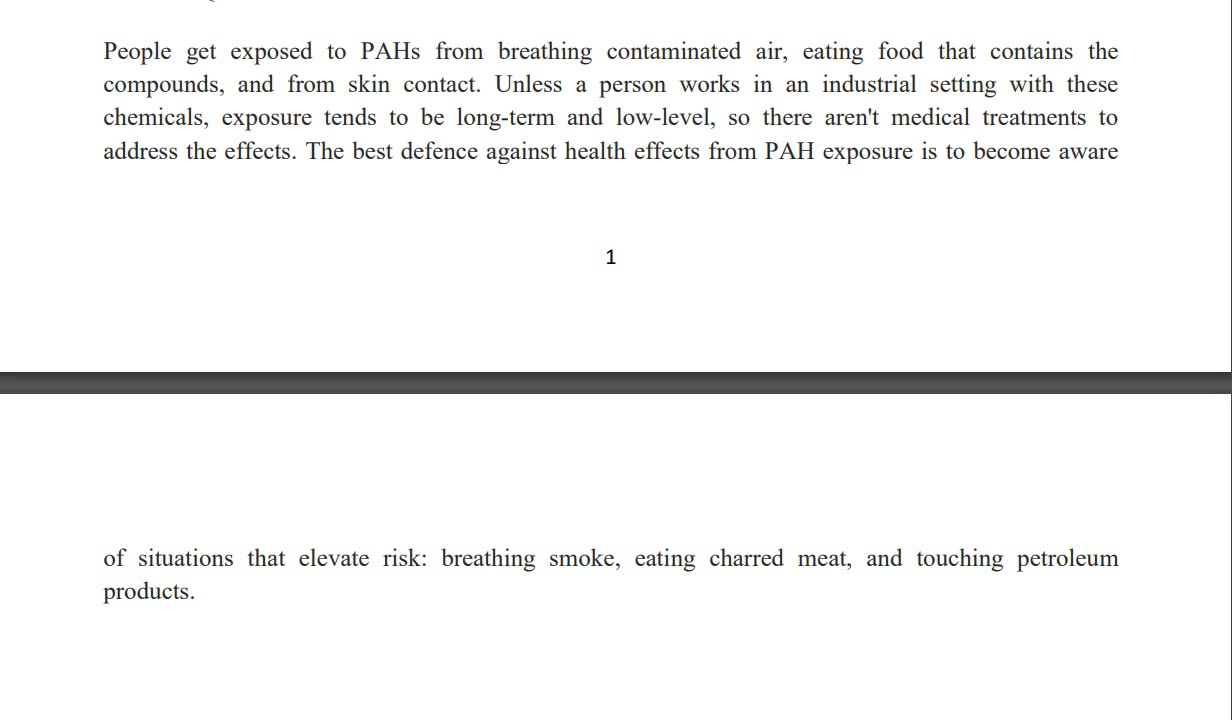 People get exposed to PAHs from breathing contaminated air, eating food that contains the
compounds, and from skin contact. Unless a person works in an industrial setting with these
chemicals, exposure tends to be long-term and low-level, so there aren't medical treatments to
address the effects. The best defence against health effects from PAH exposure is to become aware
1
of situations that elevate risk: breathing smoke, eating charred meat, and touching petroleum
products.